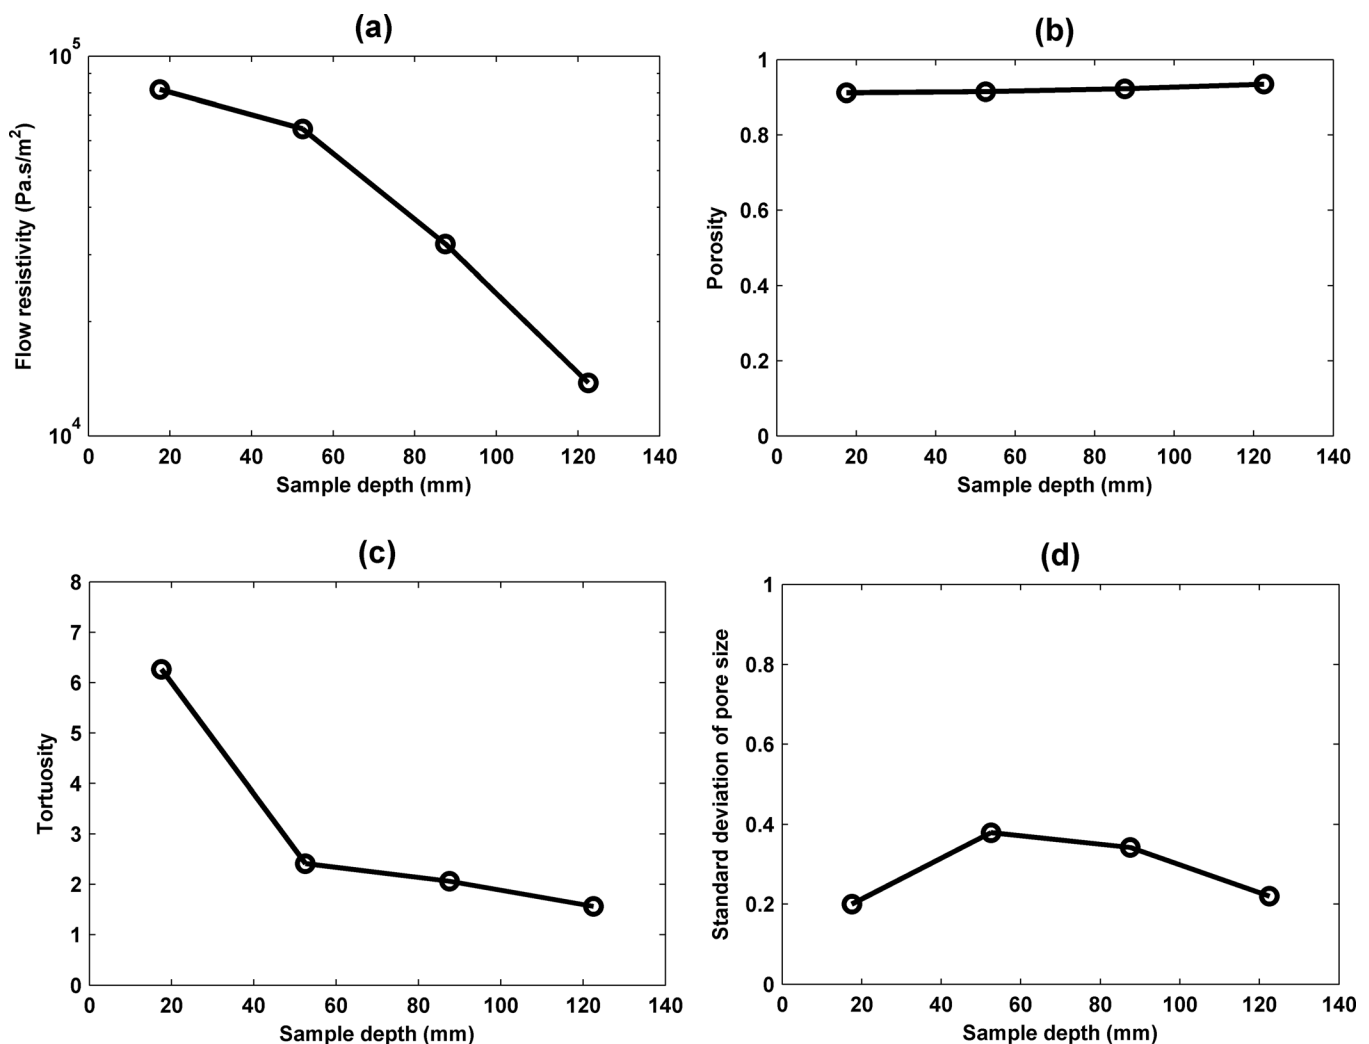 (a)
10^5
10^4
Flow resistivity (Pa.s/m^2)
0 20 40 60 80 100 120 140
Sample depth (mm)
(b)
1
0.8
0.6
0.4
0.2
0
Porosity
0 20 40 60 80 100 120 140
Sample depth (mm)
(c)
8
7
6
5
4
3
2
1
0
Tortuosity
0 20 40 60 80 100 120 140
Sample depth (mm)
(d)
1
0.8
0.6
0.4
0.2
0
Standard deviation of pore size
0 20 40 60 80 100 120 140
Sample depth (mm)